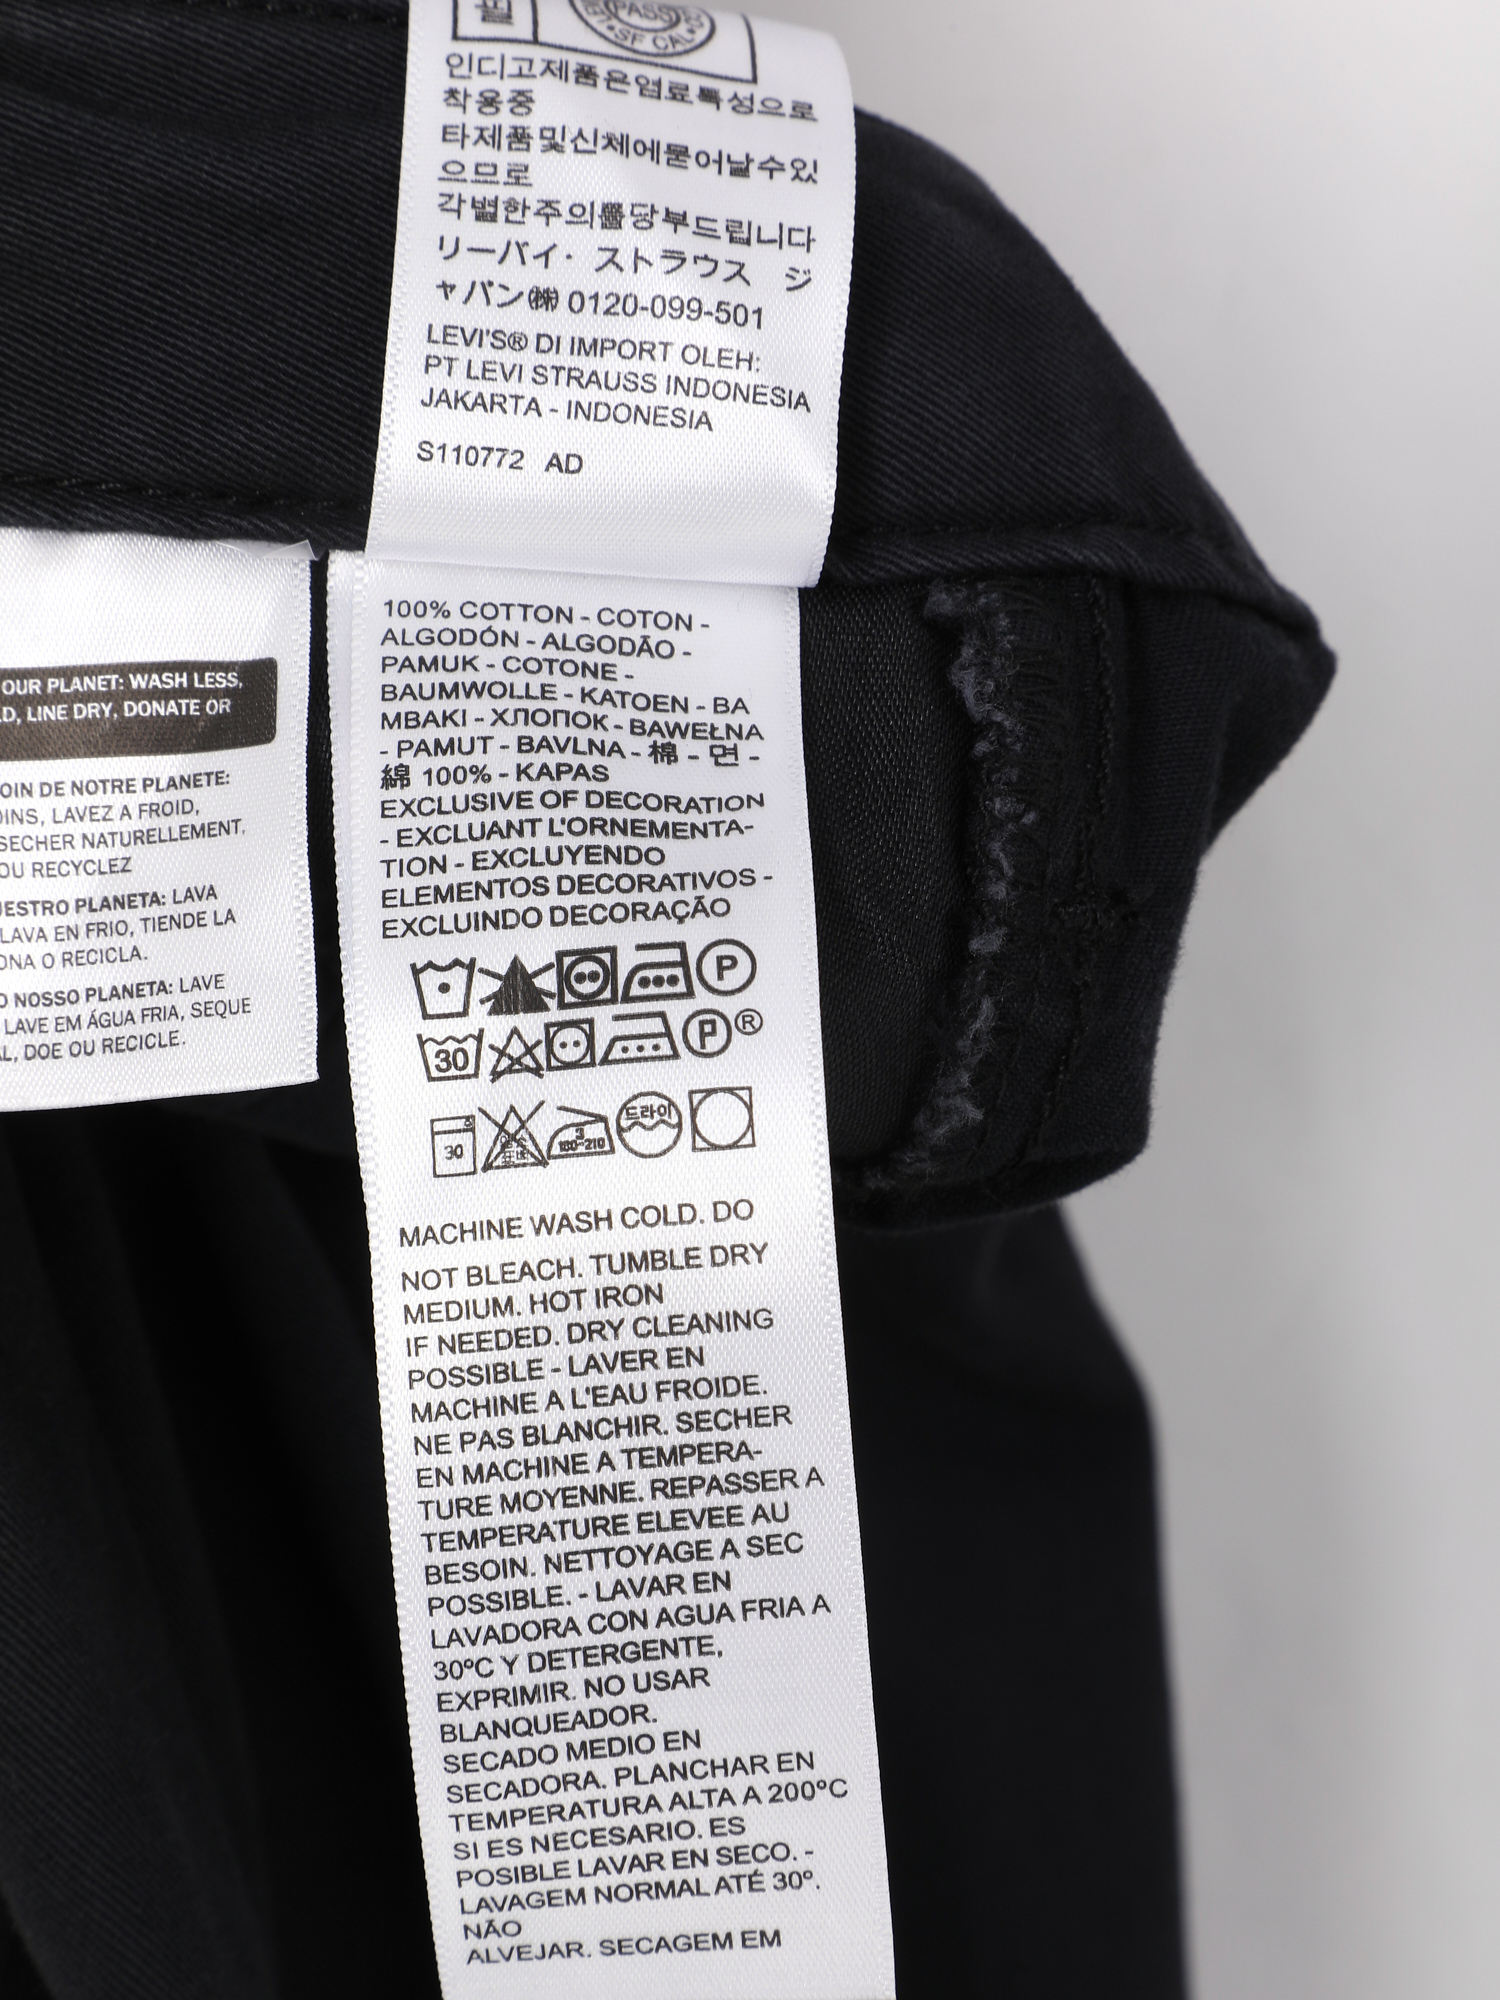 PASS
SF CAL
인디고제품은염료특성으로
착용중
타제품및신체에묻어날수있
으므로
각별한주의를당부드립니다
リーバイ・ストラウス ジ
ャパン㈱ 0120-099-501
LEVI'S® DI IMPORT OLEH:
PT LEVI STRAUSS INDONESIA
JAKARTA - INDONESIA
S110772 AD
OUR PLANET: WASH LESS,
LD, LINE DRY, DONATE OR
OIN DE NOTRE PLANETE:
OINS, LAVEZ A FROID,
SECHER NATURELLEMENT,
OU RECYCLEZ
UESTRO PLANETA: LAVA
LAVA EN FRIO, TIENDE LA
ONA O RECICLA.
O NOSSO PLANETA: LAVE
LAVE EM ÁGUA FRIA, SEQUE
AL, DOE OU RECICLE.
100% COTTON - COTON -
ALGODÓN - ALGODÃO -
PAMUK - COTONE -
BAUMWOLLE - KATOEN - BA
MBAKI - ХЛОПОК - BAWEŁNA
- PAMUT - BAVLNA - 棉 - 면 -
綿 100% - KAPAS
EXCLUSIVE OF DECORATION
- EXCLUANT L'ORNEMENTA-
TION - EXCLUYENDO
ELEMENTOS DECORATIVOS -
EXCLUINDO DECORAÇÃO
P
30 P ®
30 3 180~210 드라이
MACHINE WASH COLD. DO
NOT BLEACH. TUMBLE DRY
MEDIUM. HOT IRON
IF NEEDED. DRY CLEANING
POSSIBLE - LAVER EN
MACHINE A L'EAU FROIDE.
NE PAS BLANCHIR. SECHER
EN MACHINE A TEMPERA-
TURE MOYENNE. REPASSER A
TEMPERATURE ELEVEE AU
BESOIN. NETTOYAGE A SEC
POSSIBLE. - LAVAR EN
LAVADORA CON AGUA FRIA A
30ºC Y DETERGENTE,
EXPRIMIR. NO USAR
BLANQUEADOR.
SECADO MEDIO EN
SECADORA. PLANCHAR EN
TEMPERATURA ALTA A 200ºC
SI ES NECESARIO. ES
POSIBLE LAVAR EN SECO. -
LAVAGEM NORMAL ATÉ 30º.
NÃO
ALVEJAR. SECAGEM EM